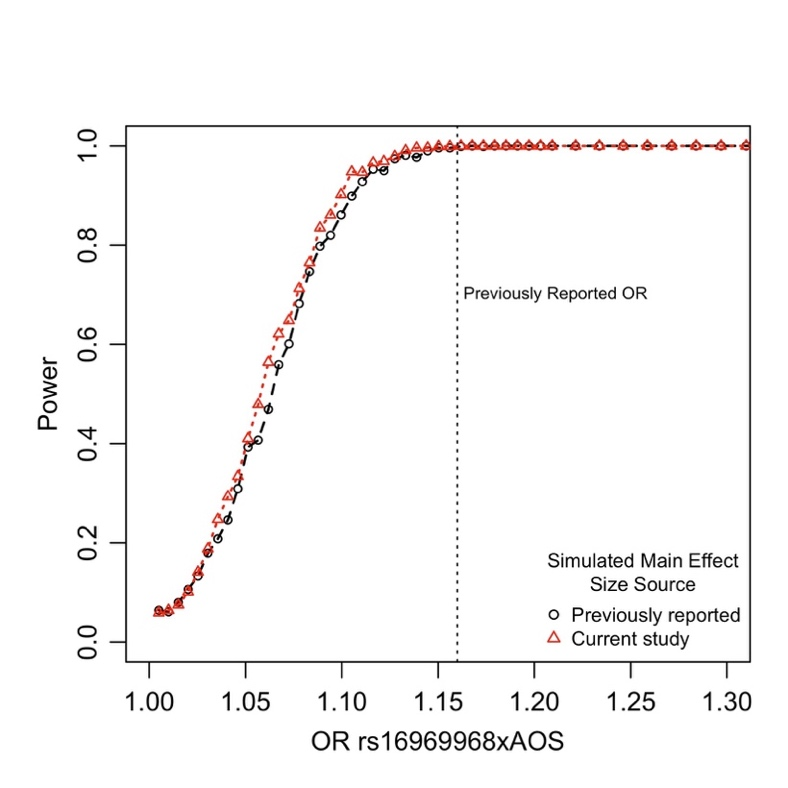 1.0
0.8
0.6
0.4
0.2
0.0
Power
Previously Reported OR
Simulated Main Effect
Size Source
Previously reported
Current study
1.00 1.05 1.10 1.15 1.20 1.25 1.30
OR rs16969968xAOS